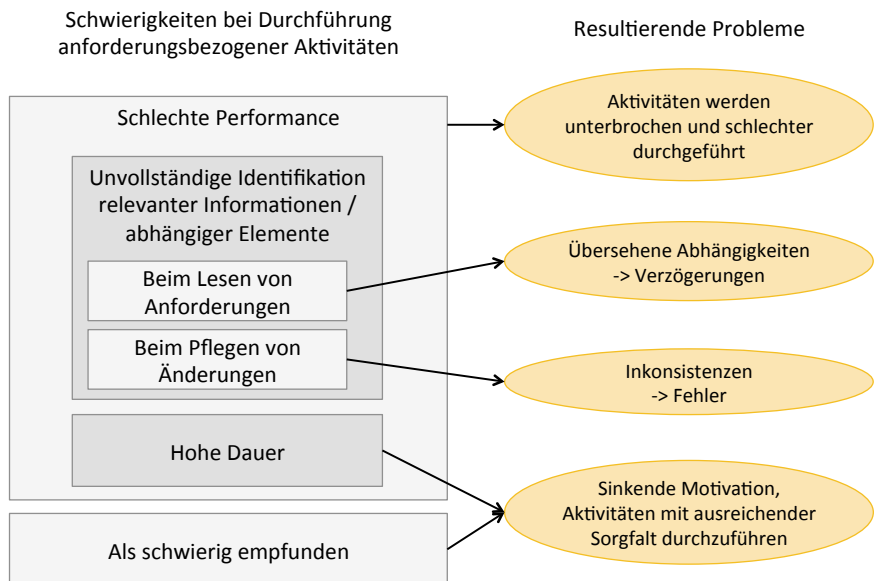 Schwierigkeiten bei Durchführung
anforderungsbezogener Aktivitäten
Resultierende Probleme
Schlechte Performance
Unvollständige Identifikation
relevanter Informationen /
abhängiger Elemente
Beim Lesen von
Anforderungen
Beim Pflegen von
Änderungen
Hohe Dauer
Als schwierig empfunden
Aktivitäten werden
unterbrochen und schlechter
durchgeführt
Übersehene Abhängigkeiten
-> Verzögerungen
Inkonsistenzen
-> Fehler
Sinkende Motivation,
Aktivitäten mit ausreichender
Sorgfalt durchzuführen